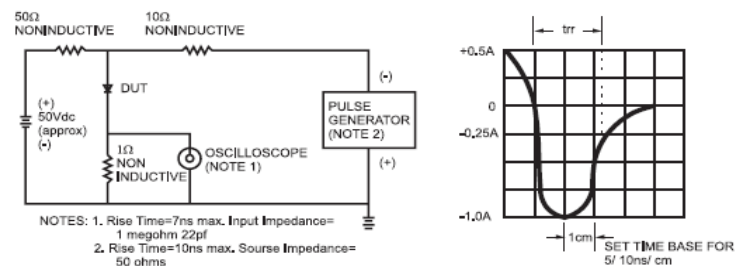 50Ω
NONINDUCTIVE
10Ω
NONINDUCTIVE
(+)
50Vdc
(approx)
(-)
DUT
1Ω
NON
INDUCTIVE
OSCILLOSCOPE
(NOTE 1)
(-)
PULSE
GENERATOR
(NOTE 2)
(+)
NOTES: 1. Rise Time=7ns max. Input Impedance=
1 megohm 22pf
2. Rise Time=10ns max. Sourse Impedance=
50 ohms
trr
+0.5A
0
-0.25A
-1.0A
1cm
SET TIME BASE FOR
5/ 10ns/ cm